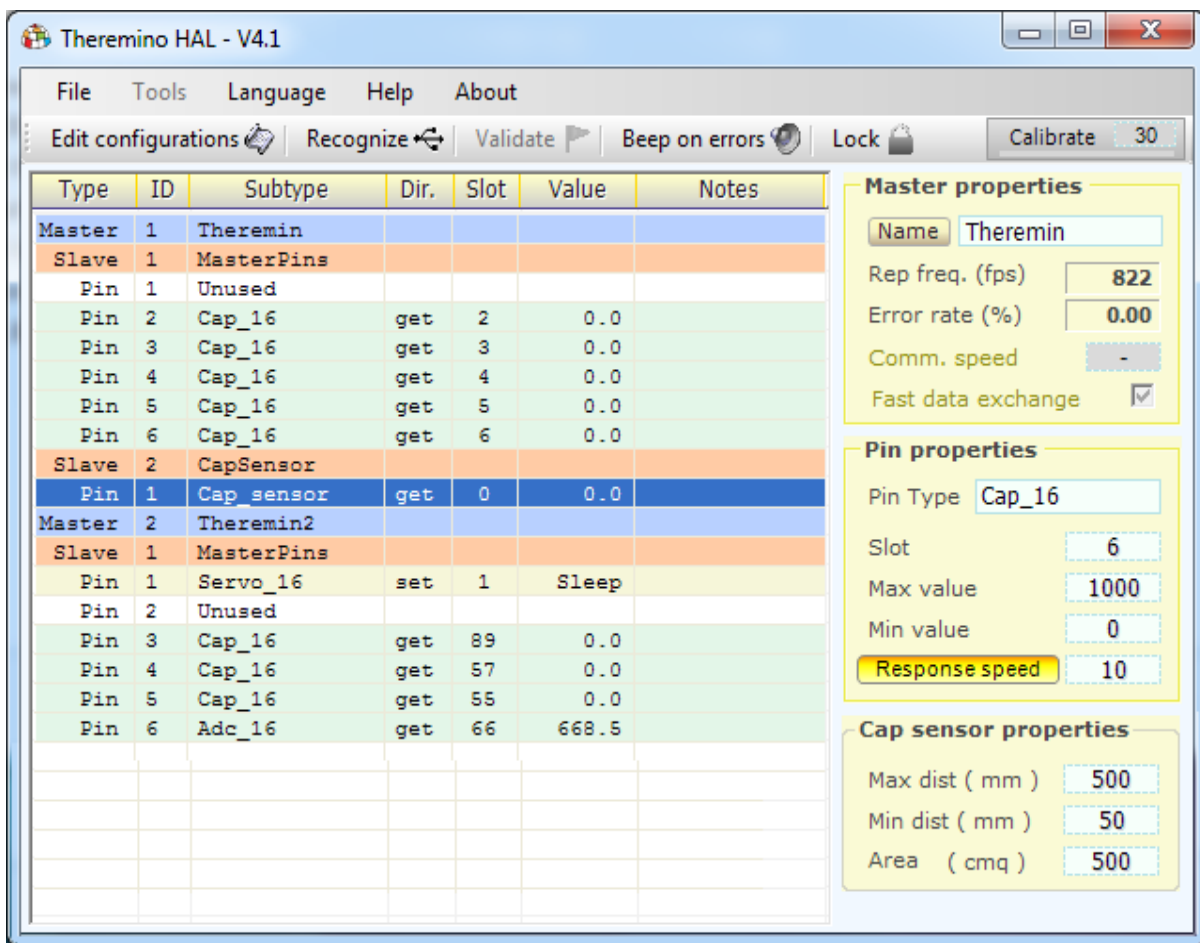 Theremino HAL - V4.1
File Tools Language Help About
Edit configurations Recognize Validate Beep on errors Lock Calibrate 30
Type ID Subtype Dir. Slot Value Notes
Master 1 Theremin
Slave 1 MasterPins
Pin 1 Unused
Pin 2 Cap_16 get 2 0.0
Pin 3 Cap_16 get 3 0.0
Pin 4 Cap_16 get 4 0.0
Pin 5 Cap_16 get 5 0.0
Pin 6 Cap_16 get 6 0.0
Slave 2 CapSensor
Pin 1 Cap_sensor get 0 0.0
Master 2 Theremin2
Slave 1 MasterPins
Pin 1 Servo_16 set 1 Sleep
Pin 2 Unused
Pin 3 Cap_16 get 89 0.0
Pin 4 Cap_16 get 57 0.0
Pin 5 Cap_16 get 55 0.0
Pin 6 Adc_16 get 66 668.5
Master properties
Name Theremin
Rep freq. (fps) 822
Error rate (%) 0.00
Comm. speed -
Fast data exchange
Pin properties
Pin Type Cap_16
Slot 6
Max value 1000
Min value 0
Response speed 10
Cap sensor properties
Max dist ( mm ) 500
Min dist ( mm ) 50
Area ( cmq ) 500